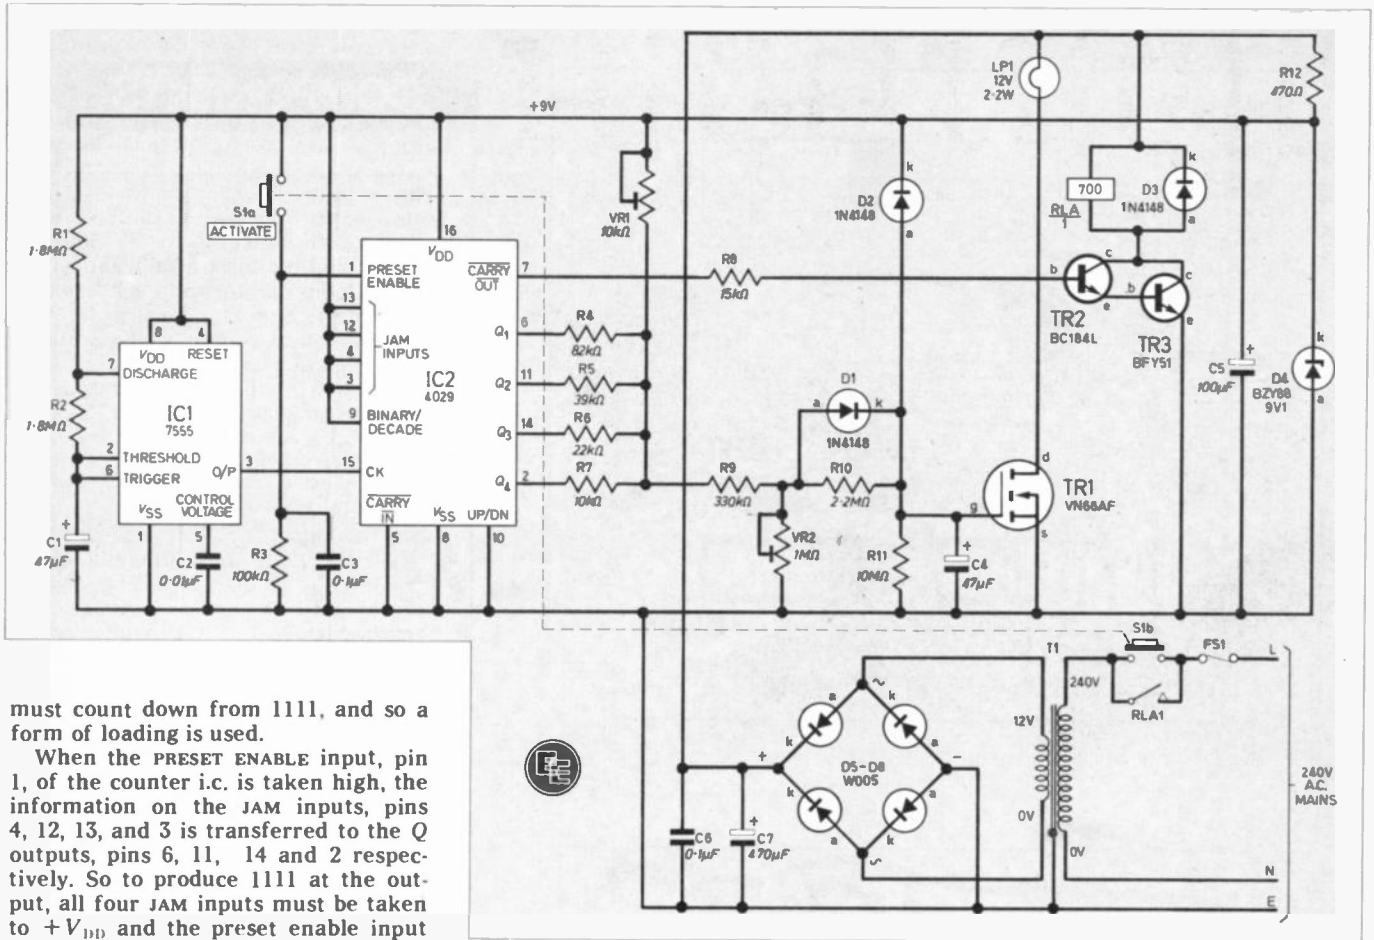 LP1
12V
2·2W
R12
470Ω
+9V
k
D2
1N4148
a
700
RLA
1
k
D3
1N4148
a
S1a
ACTIVATE
VR1
10kΩ
R1
1·8MΩ
16
VDD
1
PRESET
ENABLE
CARRY
OUT
7
R8
15kΩ
b
c
e
TR2
BC184L
b
c
e
TR3
BFY51
13
12
4
3
JAM
INPUTS
IC2
4029
9
BINARY/
DECADE
15
CK
CARRY
IN
5
VSS
8
UP/DN
10
Q1
6
R4
82kΩ
Q2
11
R5
39kΩ
Q3
14
R6
22kΩ
Q4
2
R7
10kΩ
8
4
VDD
RESET
7
DISCHARGE
IC1
7555
2
THRESHOLD
6
TRIGGER
O/P
3
CONTROL
VOLTAGE
VSS
1
5
R2
1·8MΩ
+
C1
47µF
C2
0·01µF
R3
100kΩ
C3
0·1µF
D1
a
k
1N4148
R9
330kΩ
R10
2·2MΩ
VR2
1MΩ
R11
10MΩ
+
C4
47µF
g
d
s
TR1
VN66AF
+
C5
100µF
k
D4
BZY88
9V1
a
S1b
FS1
L
RLA1
T1
240V
12V
0V
0V
240V
A.C.
MAINS
N
E
a
k
k
a
~
+
−
D5-D8
W005
k
a
a
k
~
C6
0·1µF
+
C7
470µF
EE
must count down from 1111, and so a
form of loading is used.
When the PRESET ENABLE input, pin
1, of the counter i.c. is taken high, the
information on the JAM inputs, pins
4, 12, 13, and 3 is transferred to the Q
outputs, pins 6, 11, 14 and 2 respec-
tively. So to produce 1111 at the out-
put, all four JAM inputs must be taken
to +VDD and the preset enable input